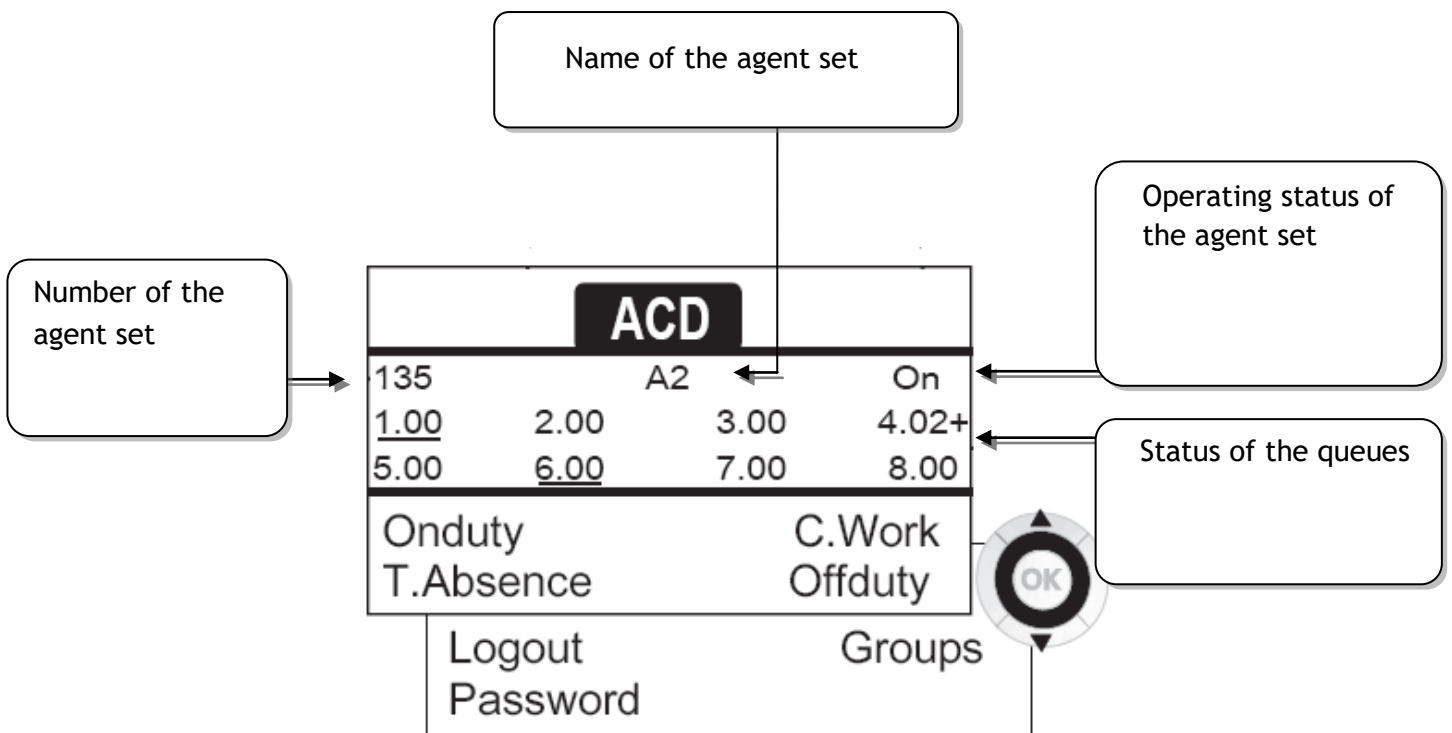 Name of the agent set
Operating status of
the agent set
Number of the
agent set
ACD
135 A2 On
1.00 2.00 3.00 4.02+
Status of the queues
5.00 6.00 7.00 8.00
Onduty C.Work
T.Absence Offduty
OK
Logout Groups
Password